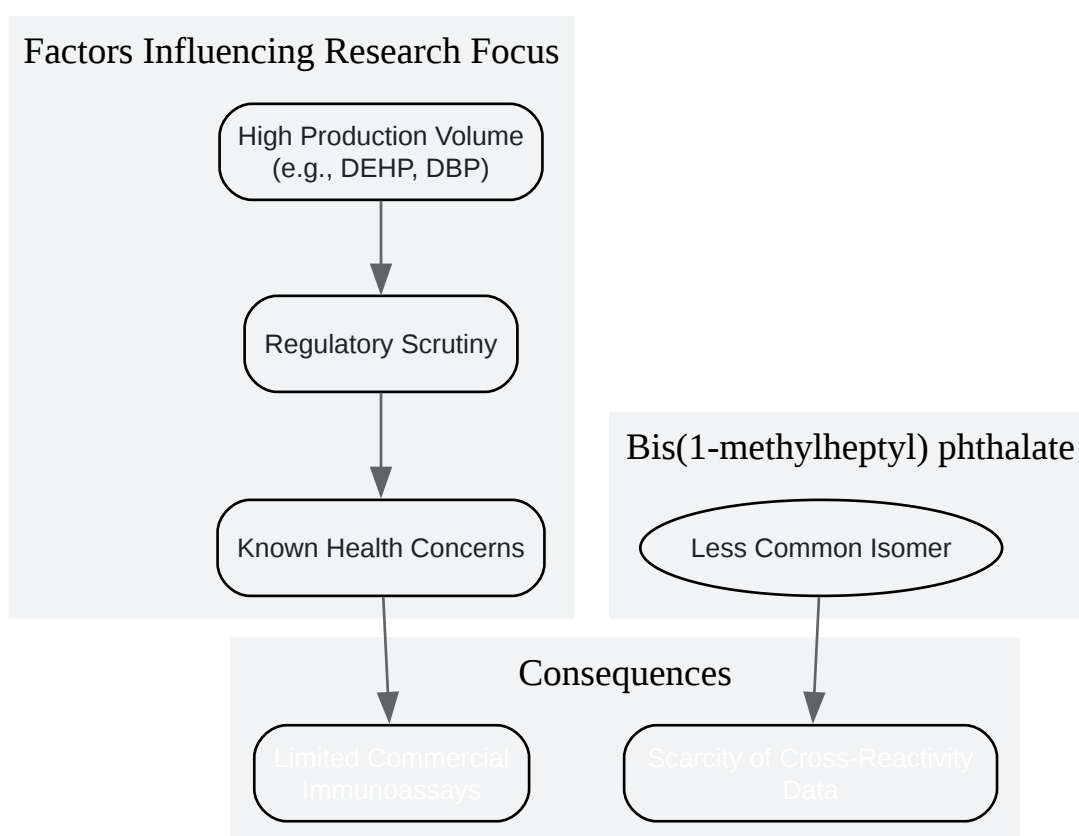 Factors Influencing Research Focus
High Production Volume
(e.g., DEHP, DBP)
Regulatory Scrutiny
Known Health Concerns
Bis(1-methylheptyl) phthalate
Less Common Isomer
Consequences
Limited Commercial
Immunoassays
Scarcity of Cross-Reactivity
Data